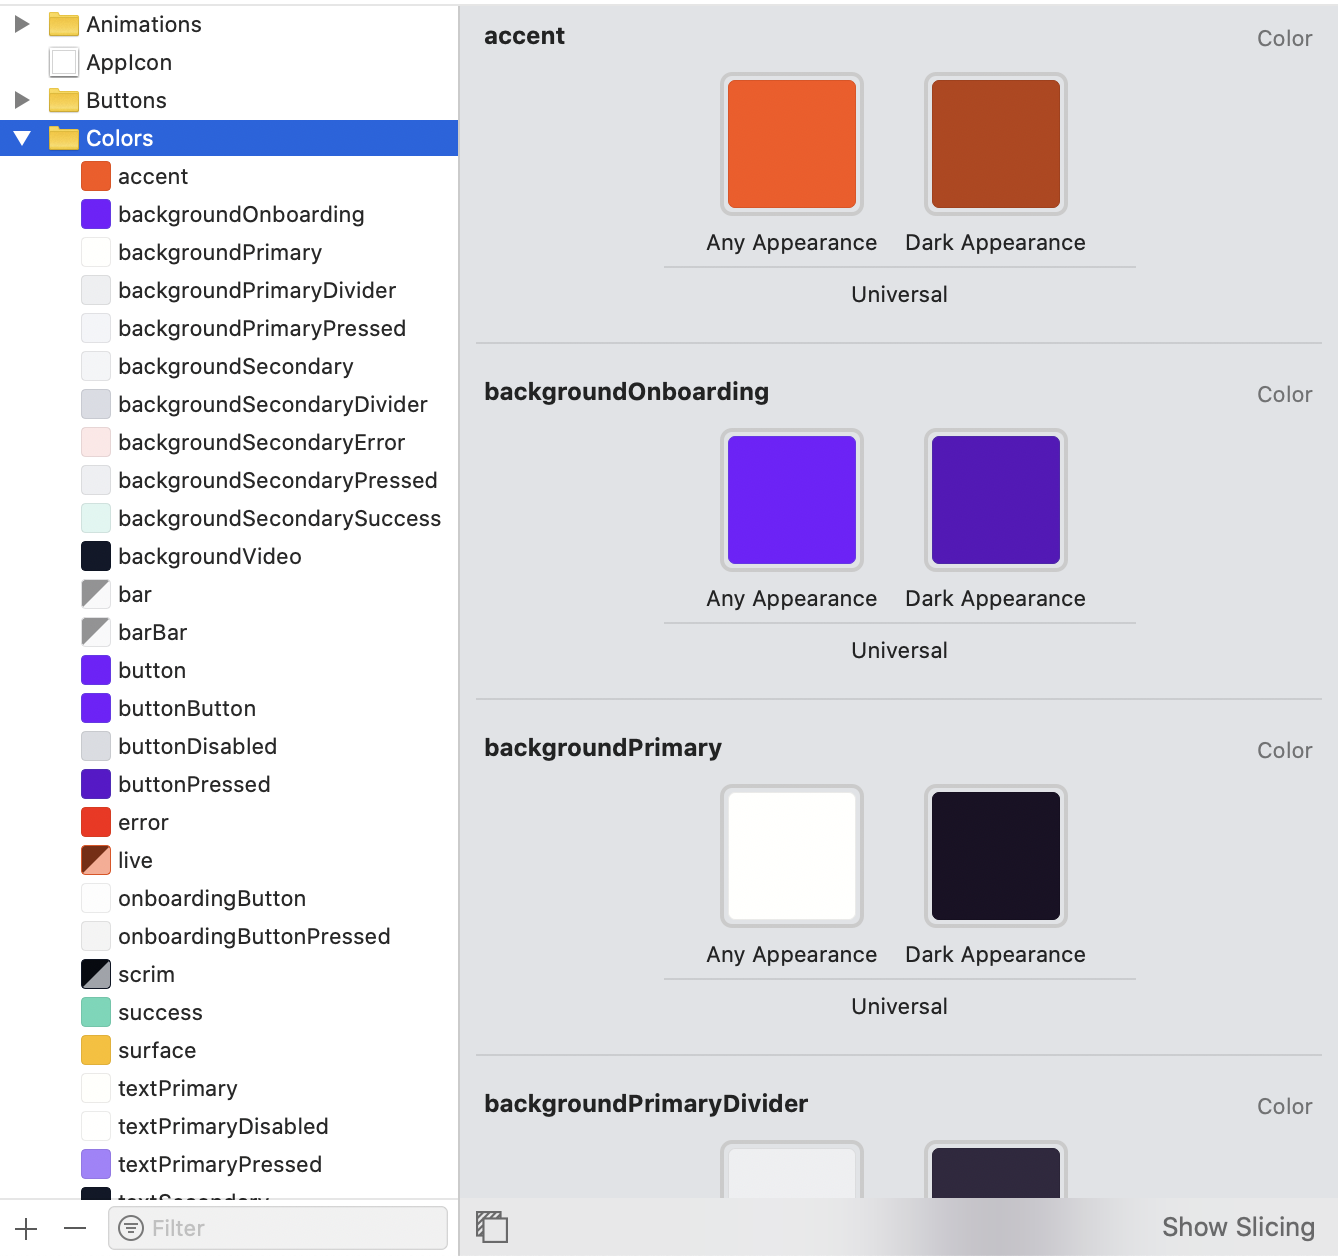 Animations
AppIcon
Buttons
Colors
accent
backgroundOnboarding
backgroundPrimary
backgroundPrimaryDivider
backgroundPrimaryPressed
backgroundSecondary
backgroundSecondaryDivider
backgroundSecondaryError
backgroundSecondaryPressed
backgroundSecondarySuccess
backgroundVideo
bar
barBar
button
buttonButton
buttonDisabled
buttonPressed
error
live
onboardingButton
onboardingButtonPressed
scrim
success
surface
textPrimary
textPrimaryDisabled
textPrimaryPressed
textSecondary
Filter
accent Color
Any Appearance Dark Appearance
Universal
backgroundOnboarding Color
Any Appearance Dark Appearance
Universal
backgroundPrimary Color
Any Appearance Dark Appearance
Universal
backgroundPrimaryDivider Color
Show Slicing